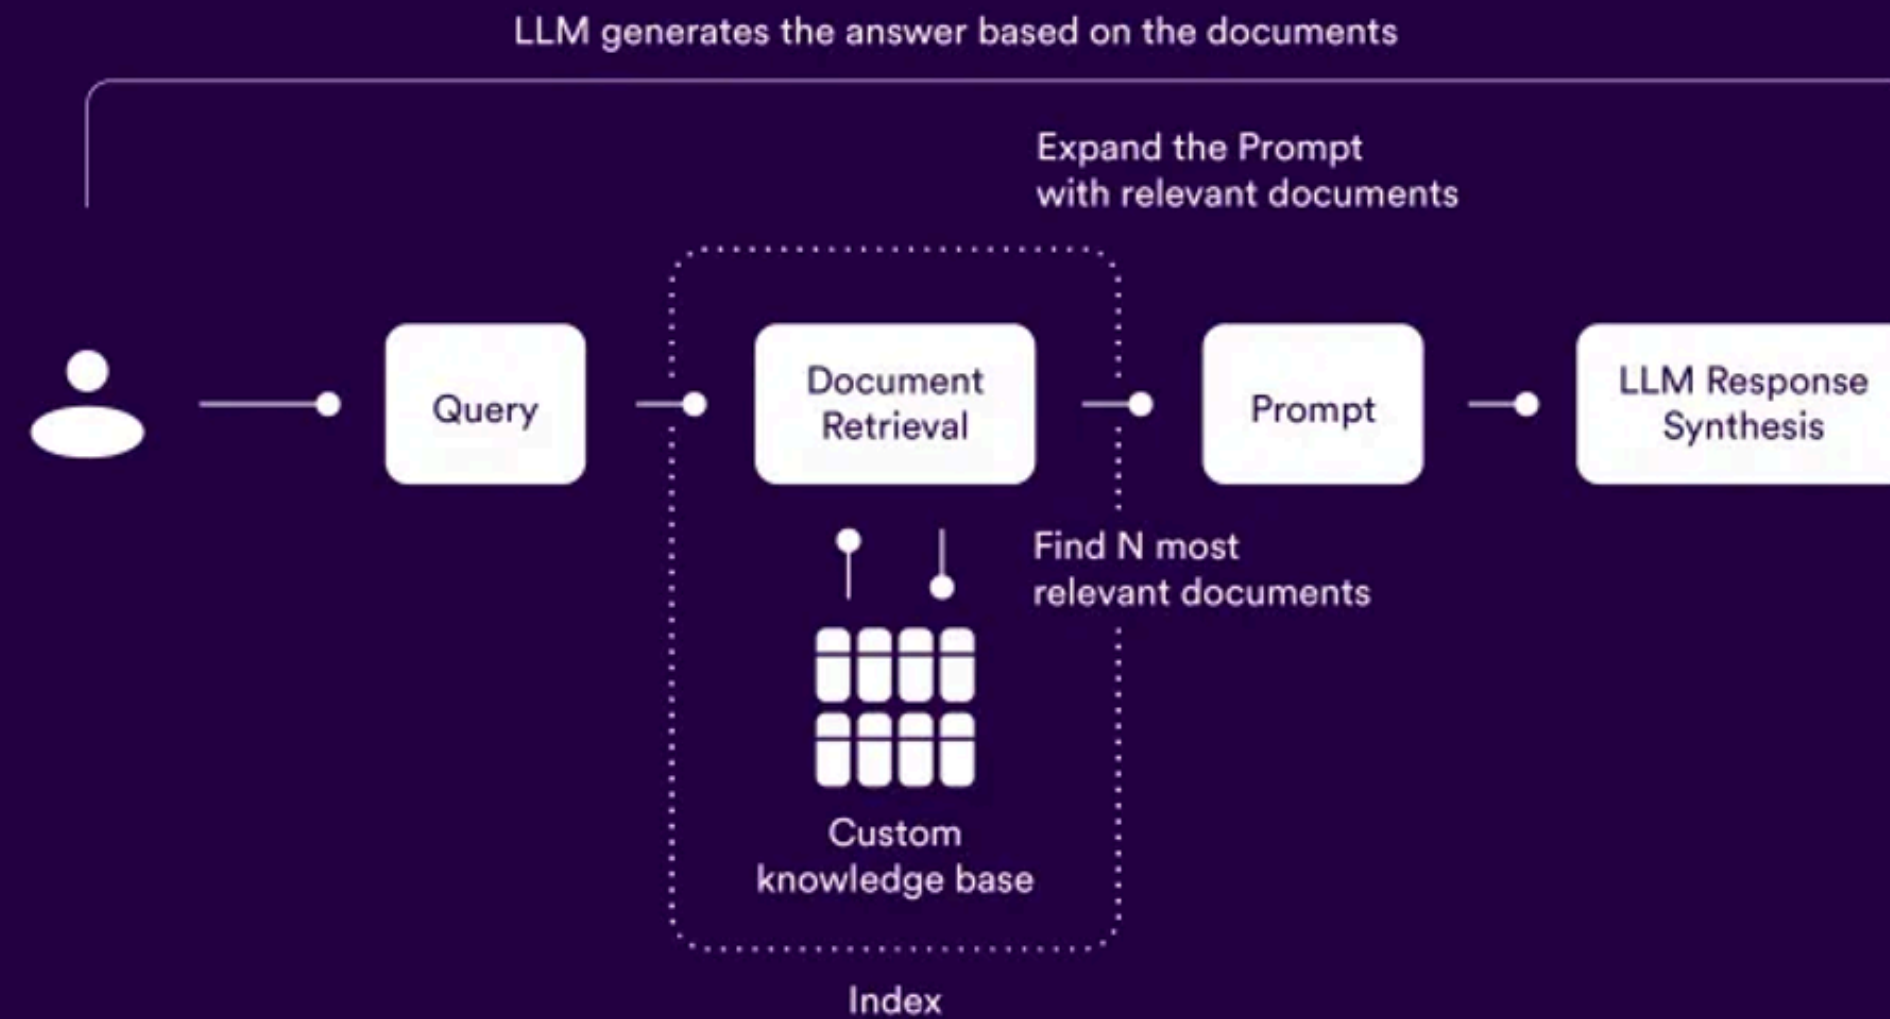 LLM generates the answer based on the documents
Expand the Prompt
with relevant documents
Query
Document
Retrieval
Prompt
LLM Response
Synthesis
Find N most
relevant documents
Custom
knowledge base
Index